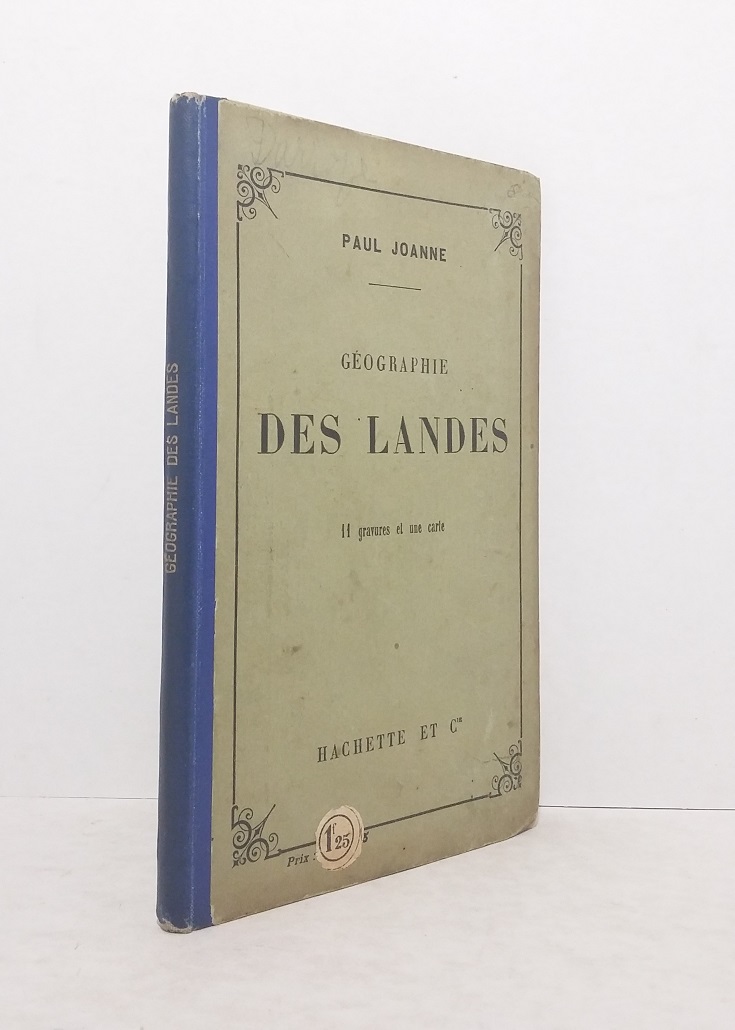 PAUL JOANNE
GÉOGRAPHIE
DES LANDES
11 gravures et une carte
HACHETTE ET Cie
Prix
1f25
GÉOGRAPHIE DES LANDES